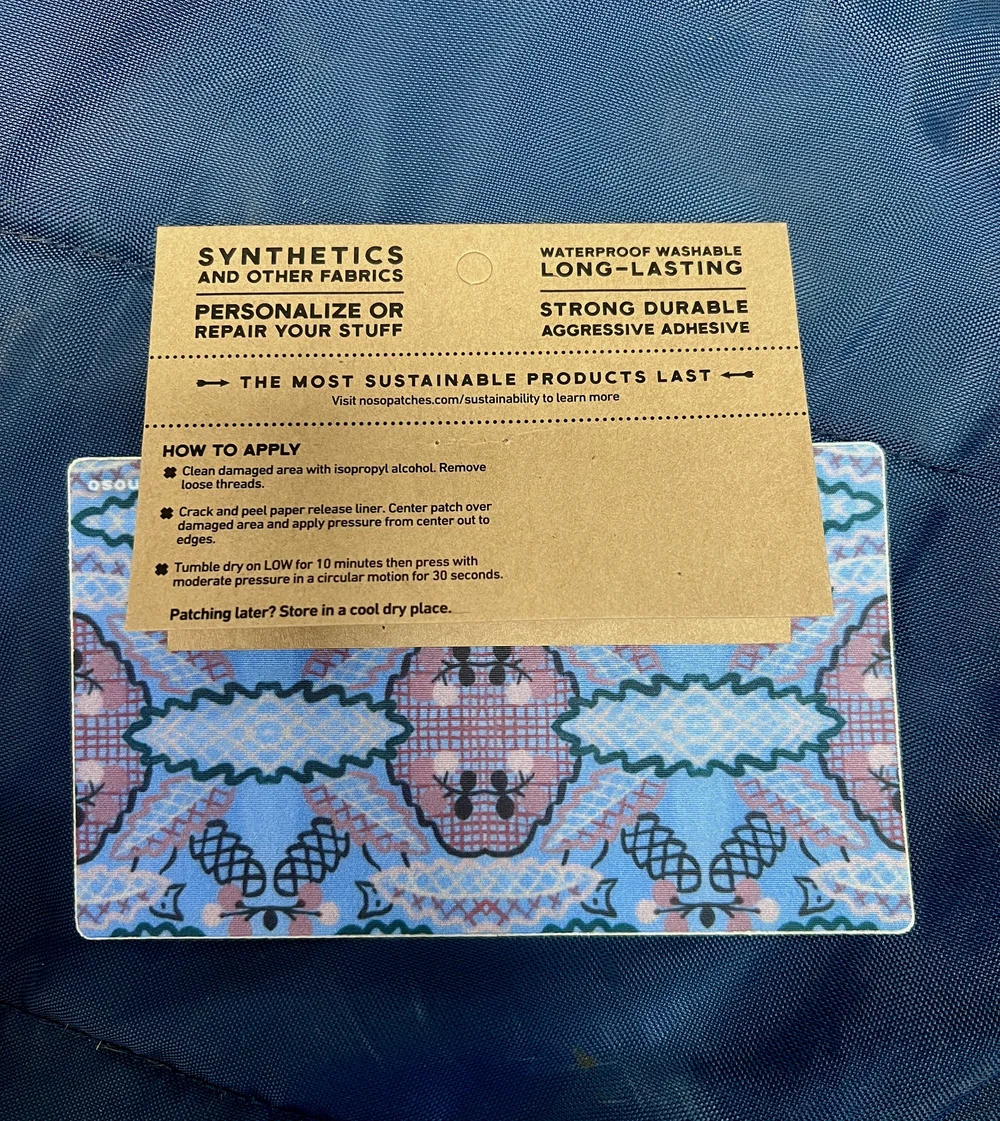 SYNTHETICS
AND OTHER FABRICS
PERSONALIZE OR
REPAIR YOUR STUFF
WATERPROOF WASHABLE
LONG-LASTING
STRONG DURABLE
AGGRESSIVE ADHESIVE
THE MOST SUSTAINABLE PRODUCTS LAST
Visit nosopatches.com/sustainability to learn more
HOW TO APPLY
Clean damaged area with isopropyl alcohol. Remove
loose threads.
Crack and peel paper release liner. Center patch over
damaged area and apply pressure from center out to
edges.
Tumble dry on LOW for 10 minutes then press with
moderate pressure in a circular motion for 30 seconds.
Patching later? Store in a cool dry place.